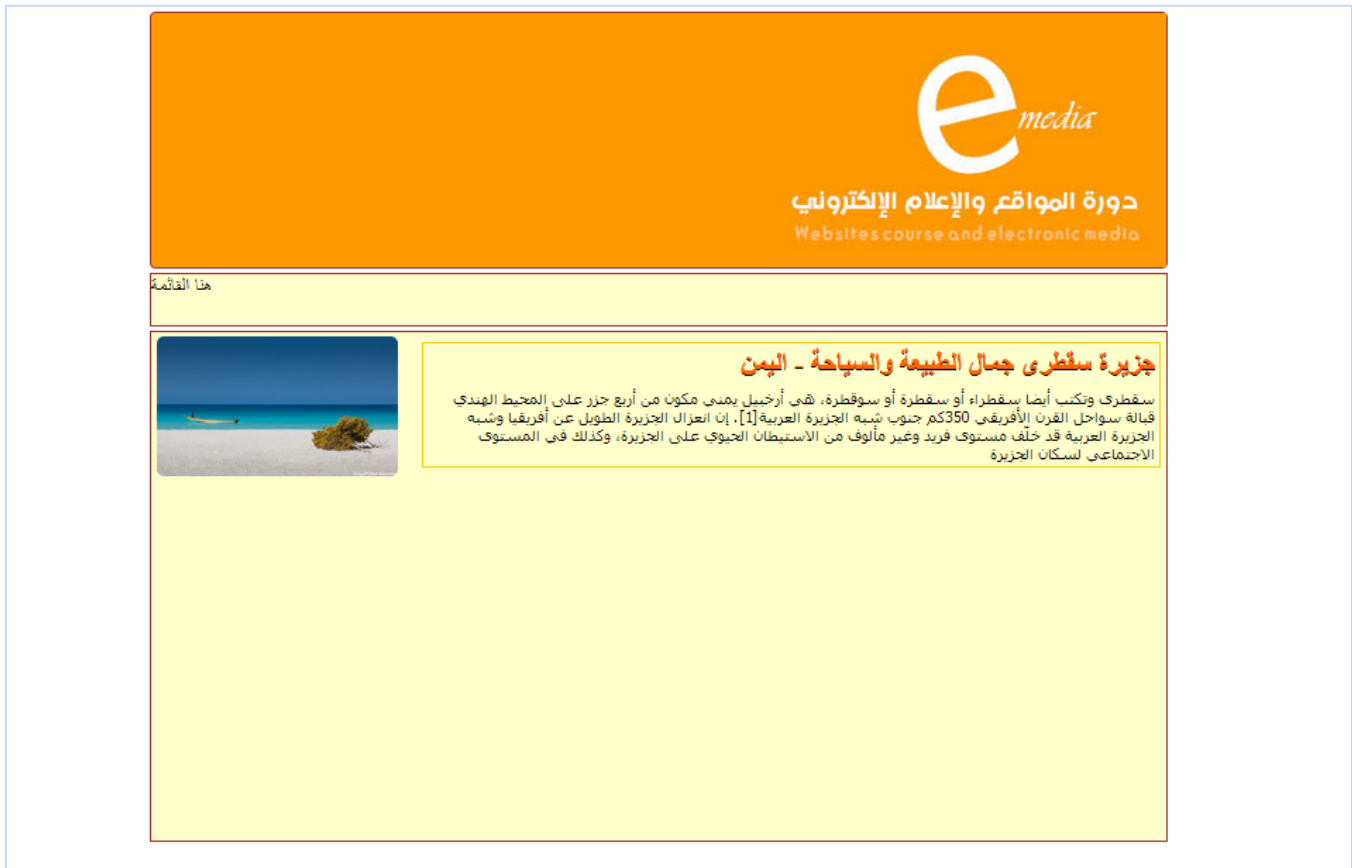 e media
دورة المواقع والإعلام الإلكتروني
Websites course and electronic media
هنا القائمة
جزيرة سقطرى جمال الطبيعة والسياحة - اليمن
سقطرى وتكتب أيضا سقطراء أو سقطرة أو سوقطرة، هي أرخبيل يمني مكون من أربع جزر على المحيط الهندي
قبالة سواحل القرن الأفريقي 350كم جنوب شبه الجزيرة العربية[1]. إن انعزال الجزيرة الطويل عن أفريقيا وشبه
الجزيرة العربية قد خلّف مستوى فريد وغير مألوف من الاستيطان الحيوي على الجزيرة، وكذلك في المستوى
الاجتماعي لسكان الجزيرة